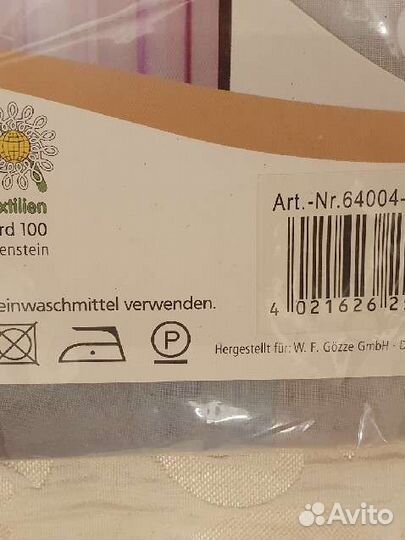 xtilien
rd 100
enstein
Art.-Nr.64004-
einwaschmittel verwenden.
4 021626 2
P
Hergestellt für: W. F. Gözze GmbH · D
Avito